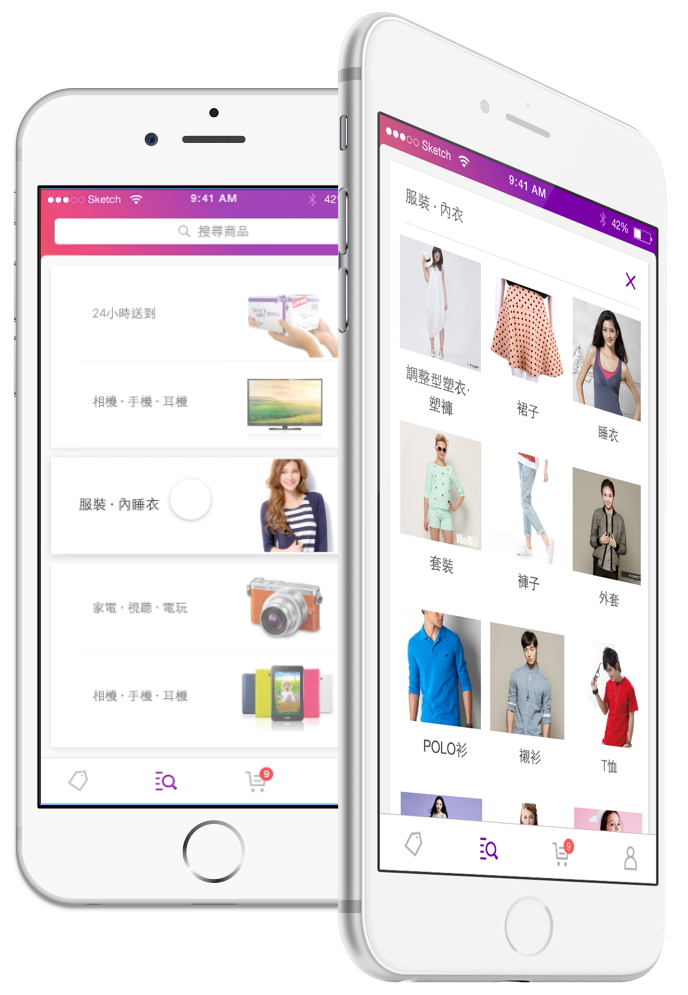 Sketch
9:41 AM
搜尋商品
24小時送到
相機・手機・耳機
服裝・內睡衣
家電・視聽・電玩
相機・手機・耳機
9
Sketch
9:41 AM
42%
服裝・內衣
調整型塑衣・
塑褲
裙子
睡衣
套裝
褲子
外套
POLO衫
襯衫
T恤
9